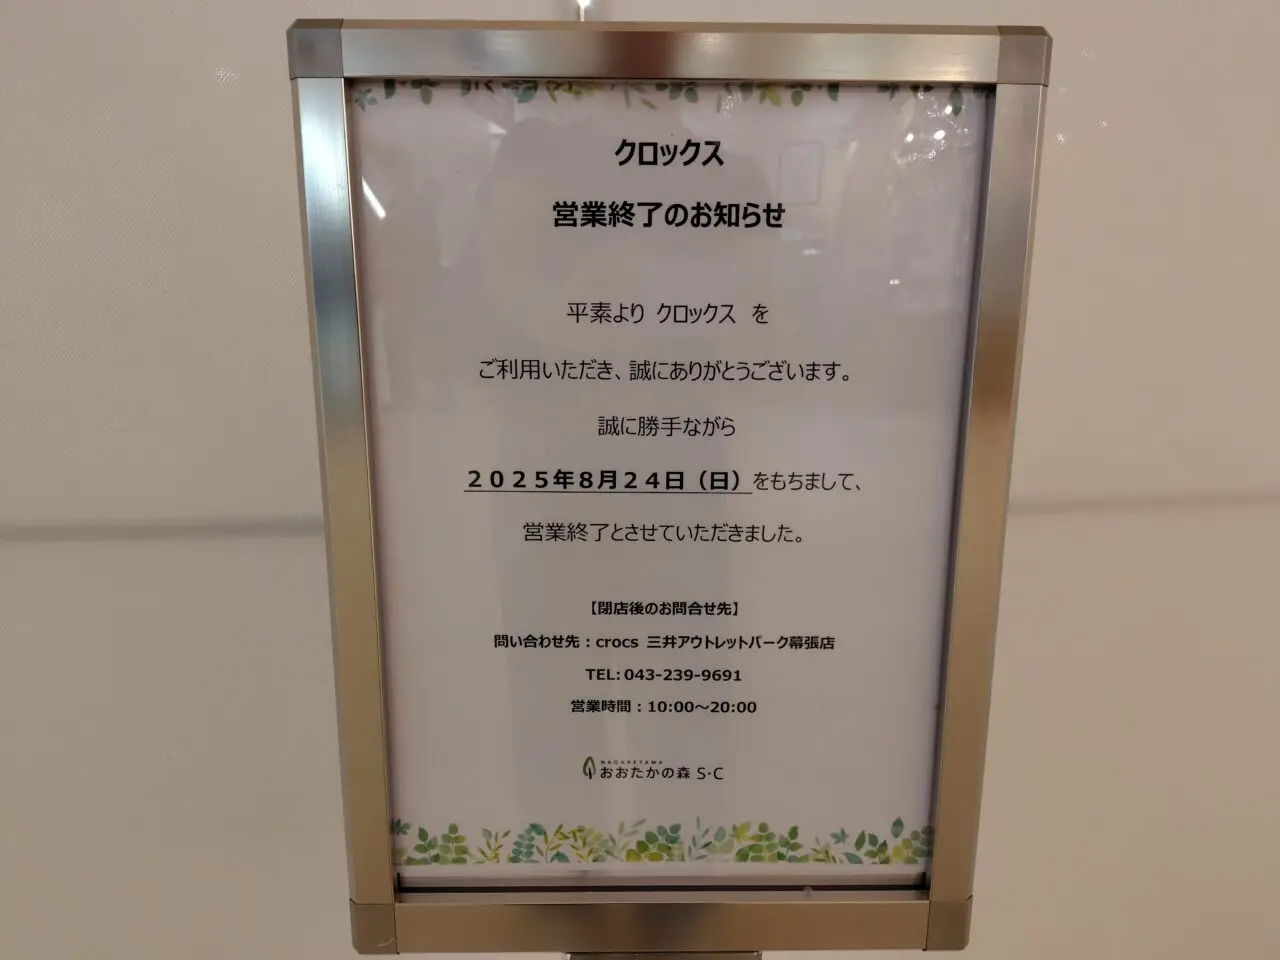 クロックス
営業終了のお知らせ
平素より クロックス を
ご利用いただき、誠にありがとうございます。
誠に勝手ながら
２０２５年８月２４日（日）をもちまして、
営業終了とさせていただきました。
【閉店後のお問合せ先】
問い合わせ先：crocs 三井アウトレットパーク幕張店
TEL：043-239-9691
営業時間：10:00～20:00
NAGAREYAMA
おおたかの森 S・C